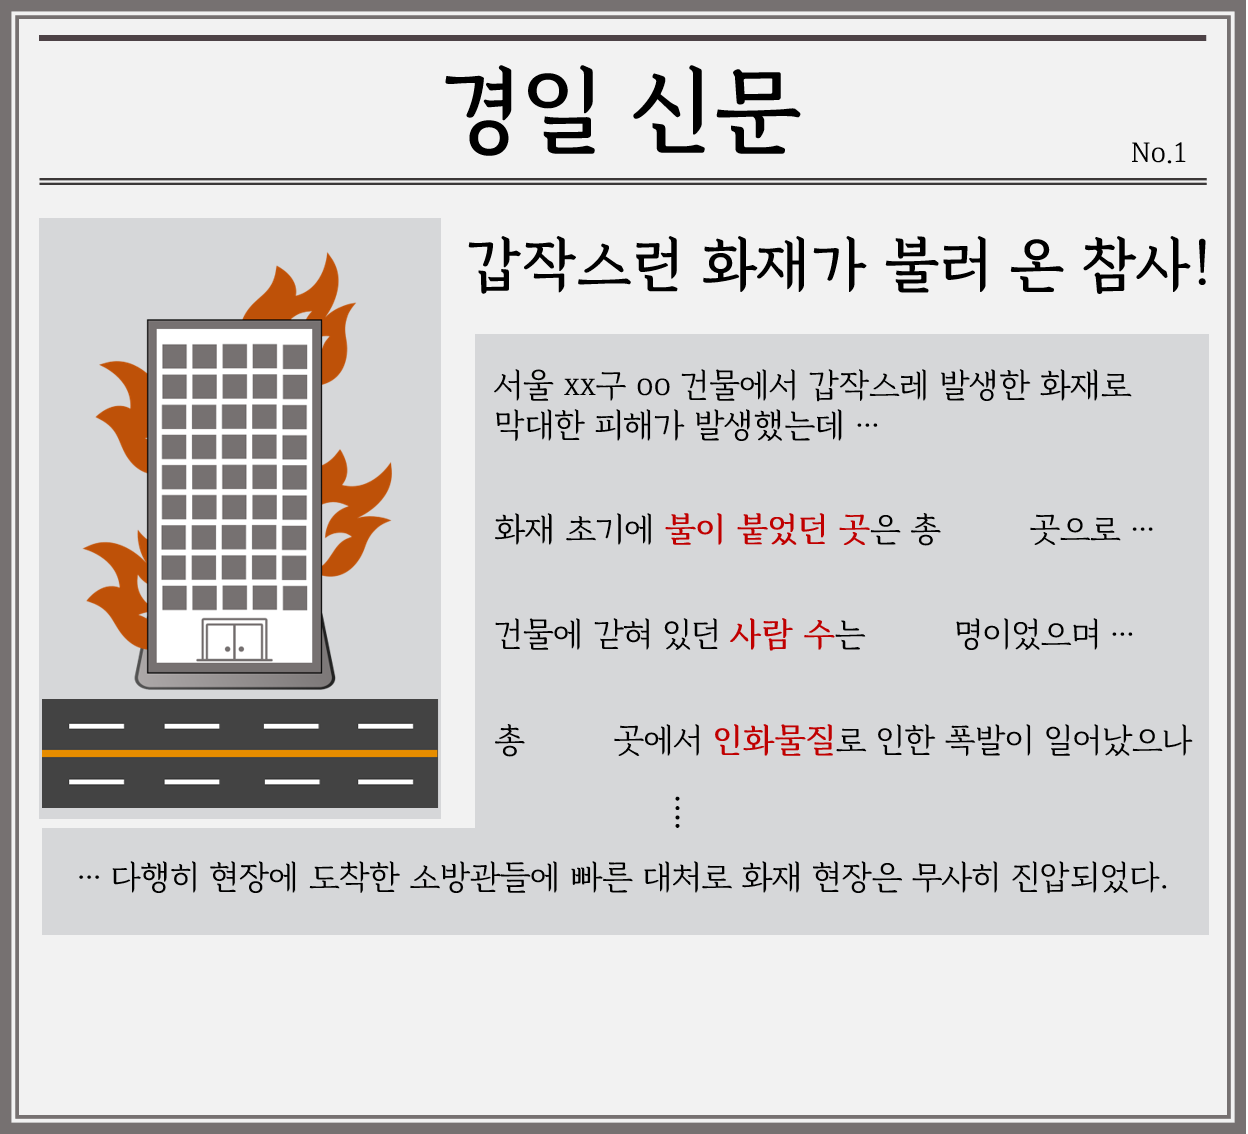 경일 신문
No.1
갑작스런 화재가 불러 온 참사!
서울 xx구 oo 건물에서 갑작스레 발생한 화재로
막대한 피해가 발생했는데 …
화재 초기에 불이 붙었던 곳은 총 곳으로 …
건물에 갇혀 있던 사람 수는 명이었으며 …
총 곳에서 인화물질로 인한 폭발이 일어났으나
⋮
… 다행히 현장에 도착한 소방관들에 빠른 대처로 화재 현장은 무사히 진압되었다.